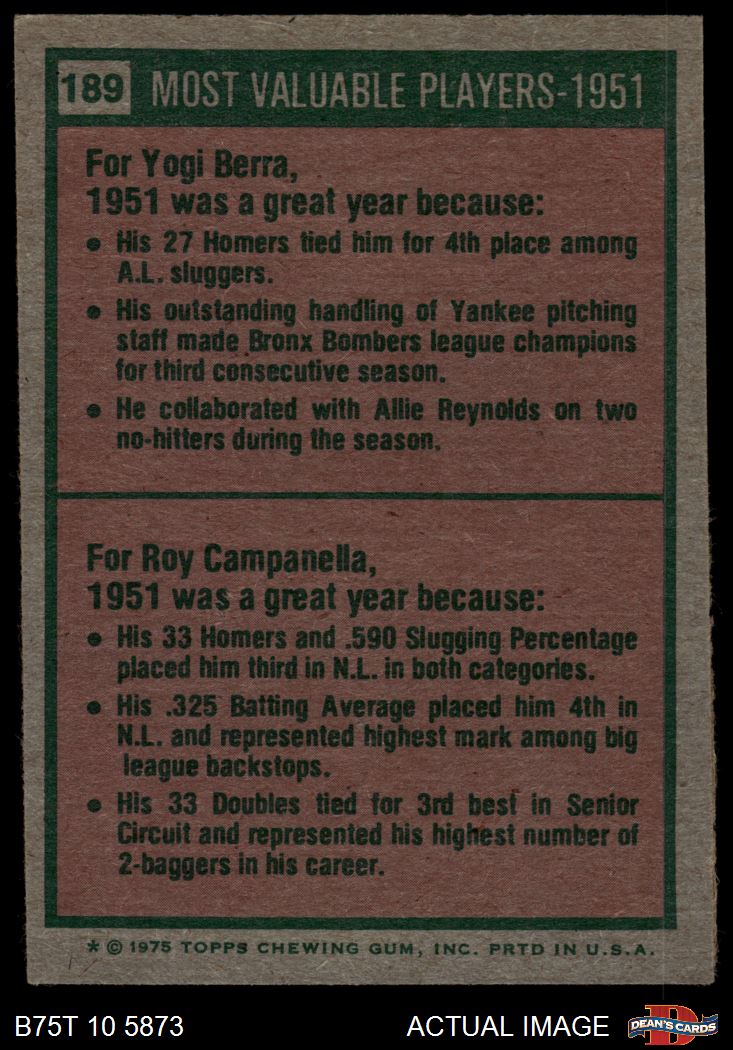 189 MOST VALUABLE PLAYERS-1951
For Yogi Berra,
1951 was a great year because:
● His 27 Homers tied him for 4th place among
A.L. sluggers.
● His outstanding handling of Yankee pitching
staff made Bronx Bombers league champions
for third consecutive season.
● He collaborated with Allie Reynolds on two
no-hitters during the season.
For Roy Campanella,
1951 was a great year because:
● His 33 Homers and .590 Slugging Percentage
placed him third in N.L. in both categories.
● His .325 Batting Average placed him 4th in
N.L. and represented highest mark among big
league backstops.
● His 33 Doubles tied for 3rd best in Senior
Circuit and represented his highest number of
2-baggers in his career.
* © 1975 TOPPS CHEWING GUM, INC. PRTD IN U.S.A.
B75T 10 5873 ACTUAL IMAGE D DEAN'S CARDS